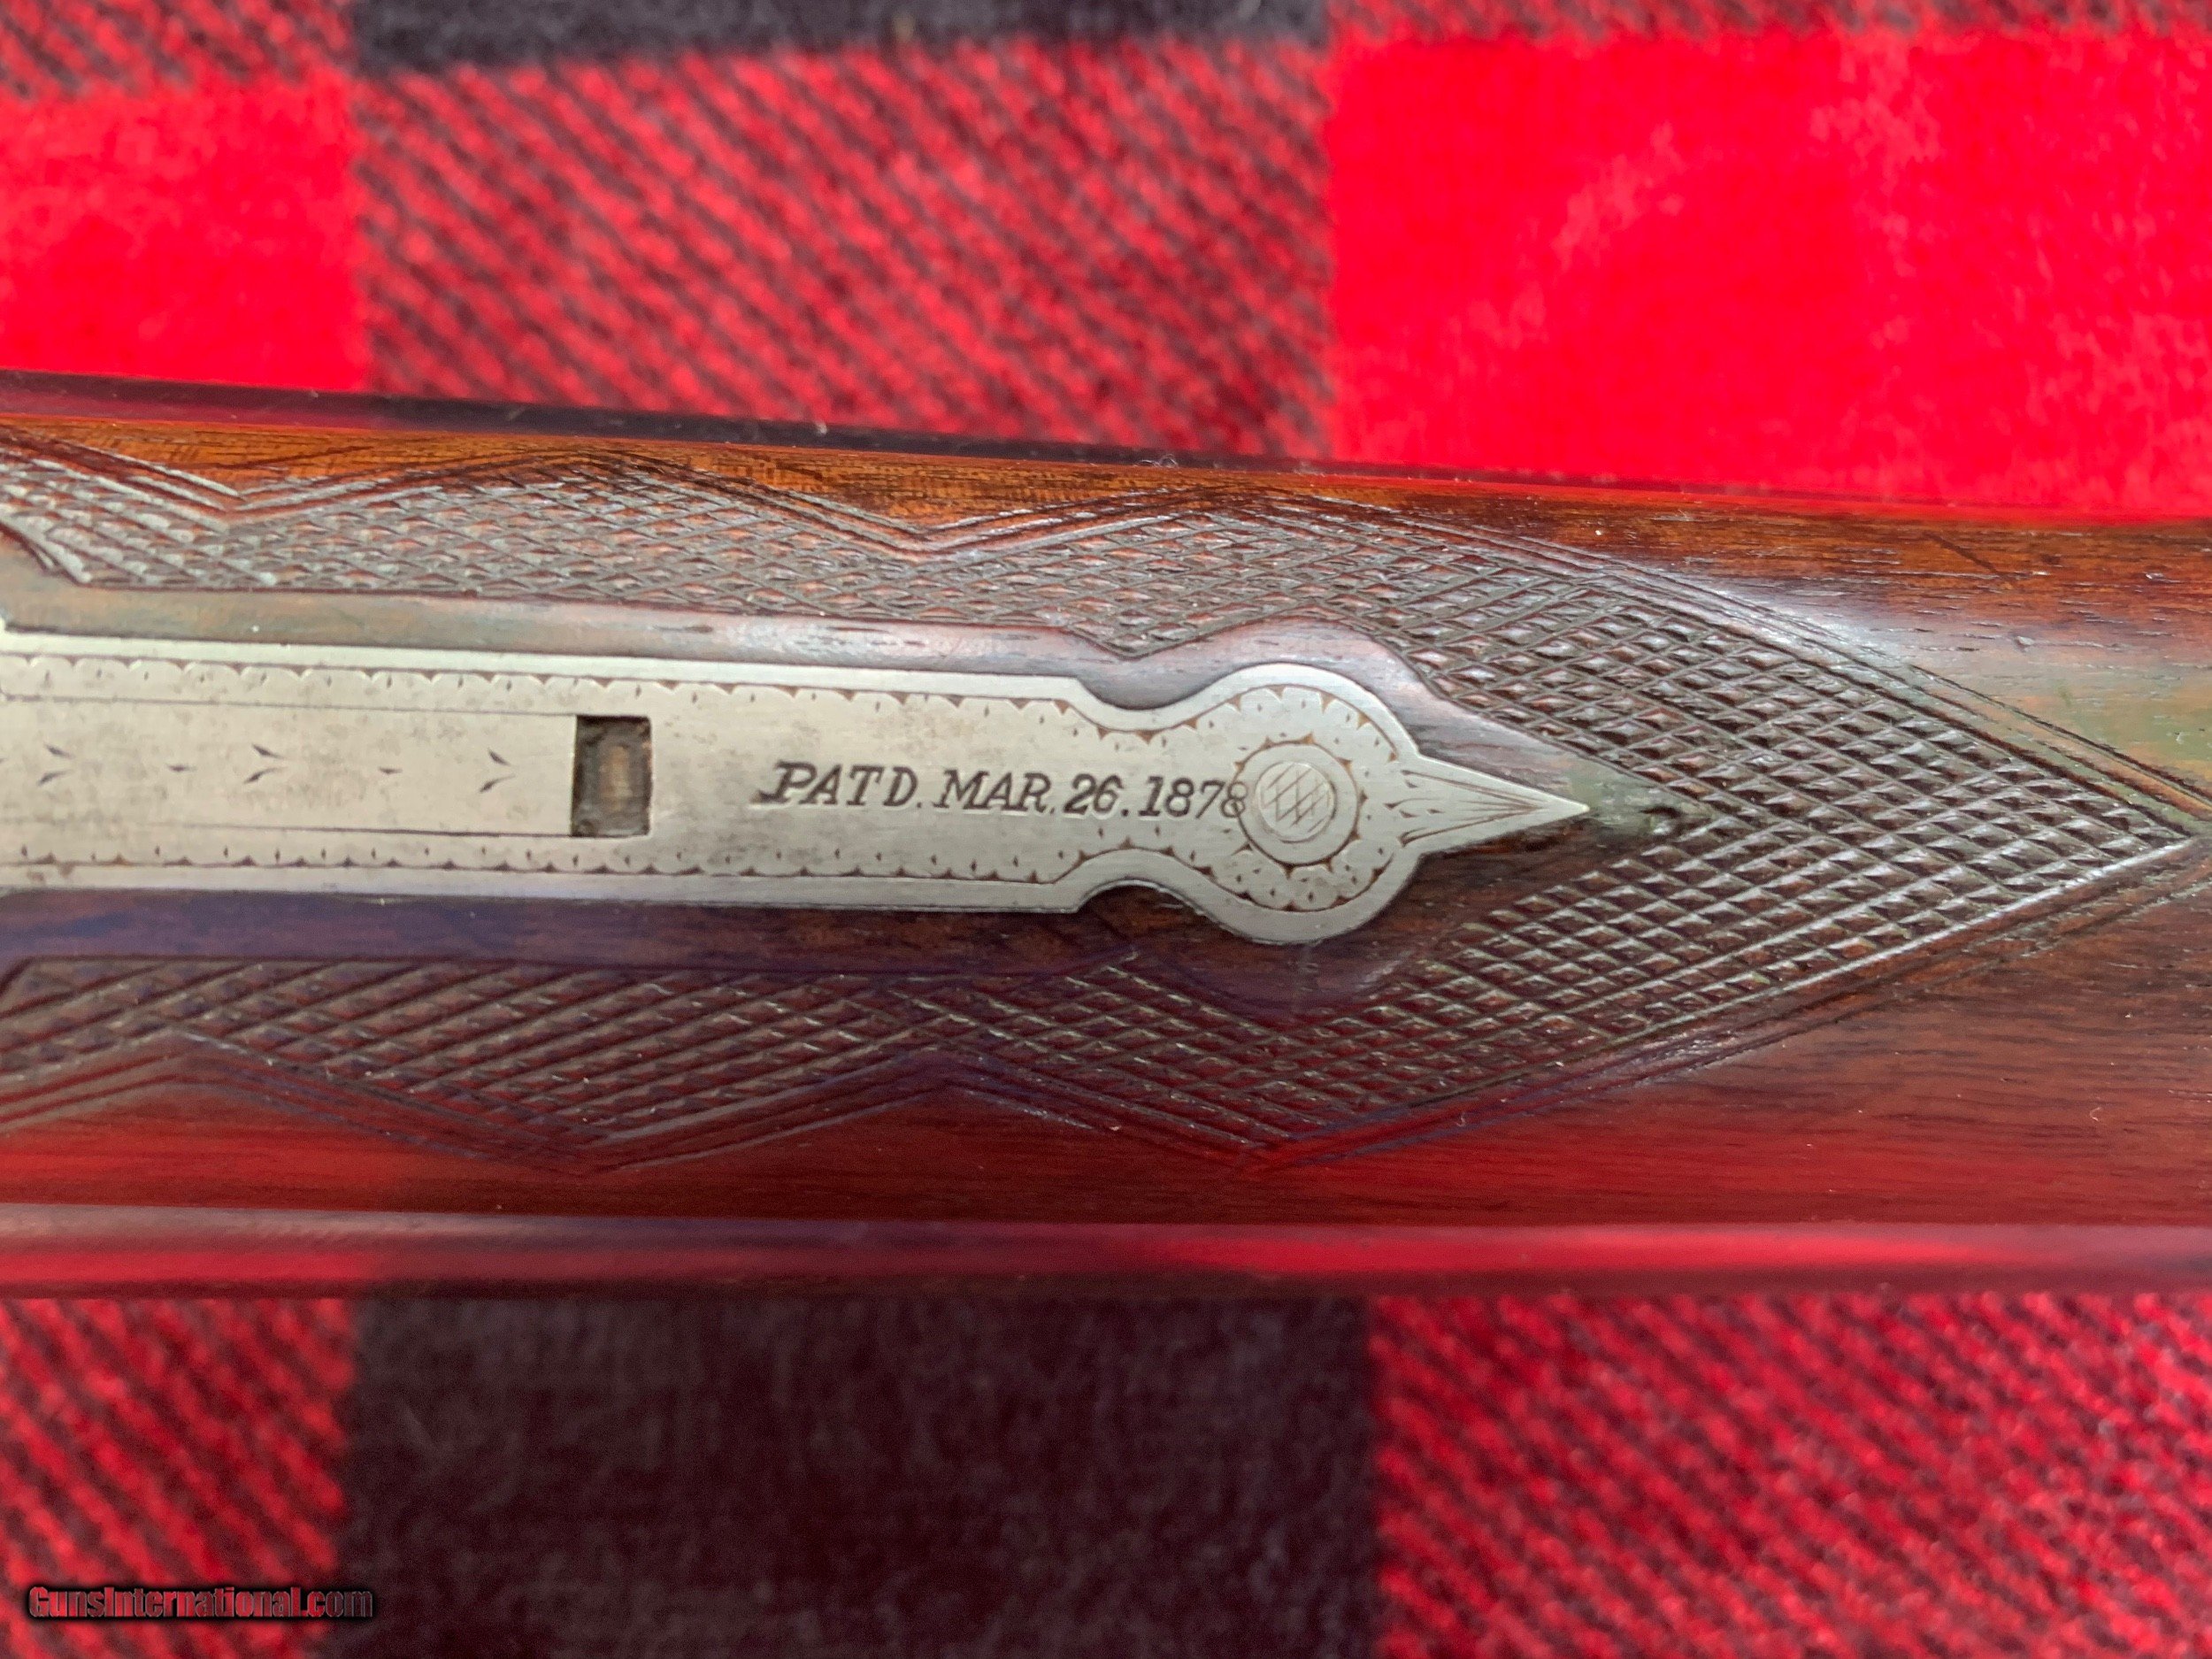 PATD. MAR. 26. 1878
GunsInternational.com